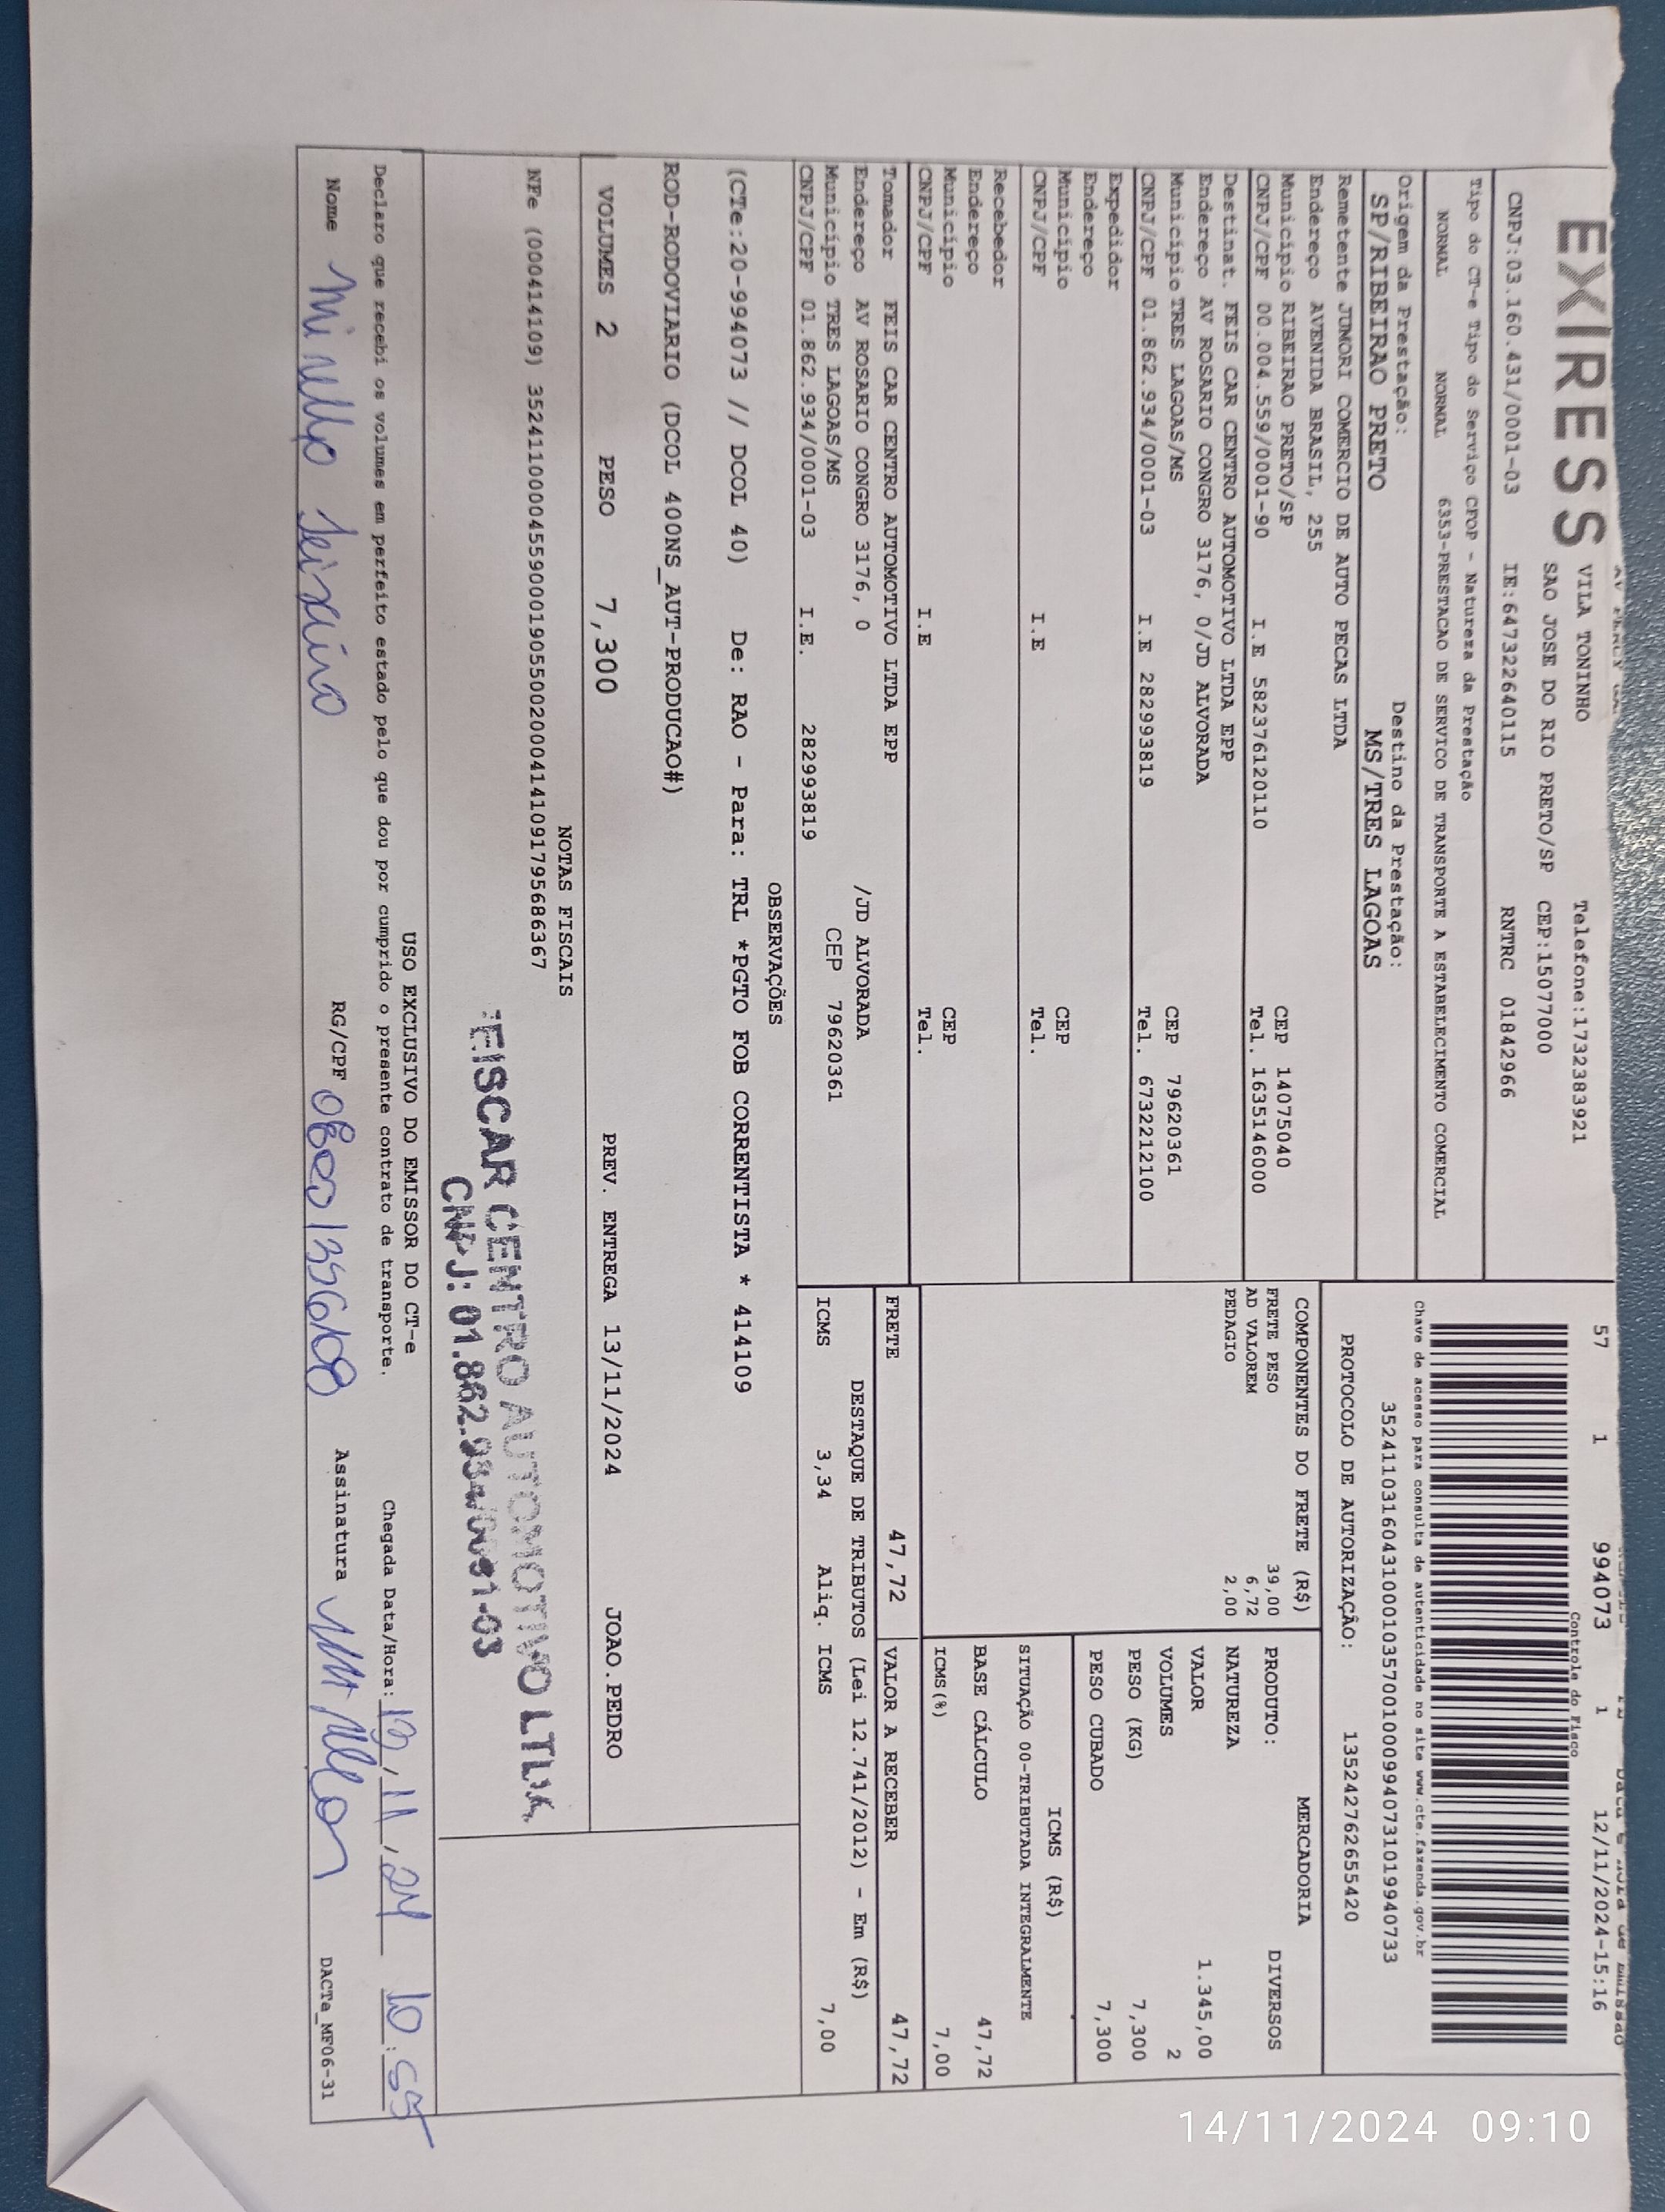 EXPRESS
VILA TONINHO Telefone:1732383921
SAO JOSE DO RIO PRETO/SP CEP:15077000
CNPJ:03.160.431/0001-03 IE:647322640115 RNTRC 01842966
Tipo do CT-e Tipo do Serviço CFOP - Natureza da Prestação
NORMAL NORMAL 6353-PRESTACAO DE SERVICO DE TRANSPORTE A ESTABELECIMENTO COMERCIAL
Origem da Prestação: Destino da Prestação:
SP/RIBEIRAO PRETO MS/TRES LAGOAS
57 1 994073 1 12/11/2024-15:16
Controle do Fisco
Chave de acesso para consulta de autenticidade no site www.cte.fazenda.gov.br
35241103160431000103570010009940731019940733
PROTOCOLO DE AUTORIZAÇÃO: 135242762655420
Remetente JUMORI COMERCIO DE AUTO PECAS LTDA
Endereço AVENIDA BRASIL, 255
Município RIBEIRAO PRETO/SP CEP 14075040
CNPJ/CPF 00.004.559/0001-90 I.E 582376120110 Tel. 1635146000
Destinat. FEIS CAR CENTRO AUTOMOTIVO LTDA EPP
Endereço AV ROSARIO CONGRO 3176, 0/JD ALVORADA
Município TRES LAGOAS/MS CEP 79620361
CNPJ/CPF 01.862.934/0001-03 I.E 282993819 Tel. 6732212100
Expedidor
Endereço
Município CEP
CNPJ/CPF I.E Tel.
Recebedor
Endereço
Município CEP
CNPJ/CPF I.E Tel.
Tomador FEIS CAR CENTRO AUTOMOTIVO LTDA EPP
Endereço AV ROSARIO CONGRO 3176, 0 /JD ALVORADA
Município TRES LAGOAS/MS CEP 79620361
CNPJ/CPF 01.862.934/0001-03 I.E. 282993819
COMPONENTES DO FRETE (R$)
FRETE PESO 39,00
AD VALOREM 6,72
PEDAGIO 2,00
MERCADORIA
PRODUTO: DIVERSOS
NATUREZA
VALOR 1.345,00
VOLUMES 2
PESO (KG) 7,300
PESO CUBADO 7,300
ICMS (R$)
SITUAÇÃO 00-TRIBUTADA INTEGRALMENTE
BASE CÁLCULO 47,72
ICMS(%) 7,00
FRETE 47,72 VALOR A RECEBER 47,72
DESTAQUE DE TRIBUTOS (Lei 12.741/2012) - Em (R$)
ICMS 3,34 Aliq. ICMS 7,00
OBSERVAÇÕES
(CTe:20-994073 // DCOL 40) De: RAO - Para: TRL *PGTO FOB CORRENTISTA * 414109
ROD-RODOVIARIO (DCOL 400NS_AUT-PRODUCAO#)
VOLUMES 2 PESO 7,300 PREV. ENTREGA 13/11/2024 JOAO.PEDRO
NOTAS FISCAIS
NFe (000414109) 35241100004559000190550020004141091795686367
FEISCAR CENTRO AUTOMOTIVO LTDA
CNPJ: 01.862.934/0001-03
USO EXCLUSIVO DO EMISSOR DO CT-e
Declaro que recebi os volumes em perfeito estado pelo que dou por cumprido o presente contrato de transporte. Chegada Data/Hora: 13, 11, 24 10:55
Nome RG/CPF Assinatura DACTe_MF06-31
14/11/2024 09:10